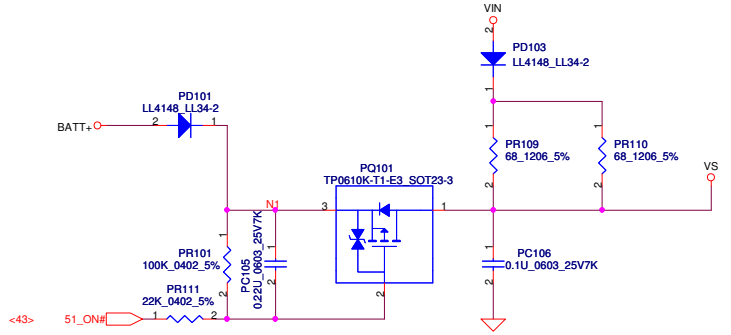 VIN
2
PD103
LL4148_LL34-2
1
PD101
LL4148_LL34-2
BATT+
2
1
1
PR109
68_1206_5%
2
1
PR110
68_1206_5%
2
VS
PQ101
TP0610K-T1-E3_SOT23-3
N1
3
1
2
1
PR101
100K_0402_5%
2
1
PC105
0.22U_0603_25V7K
2
1
PC106
0.1U_0603_25V7K
2
PR111
22K_0402_5%
<43>
51_ON#
1
2